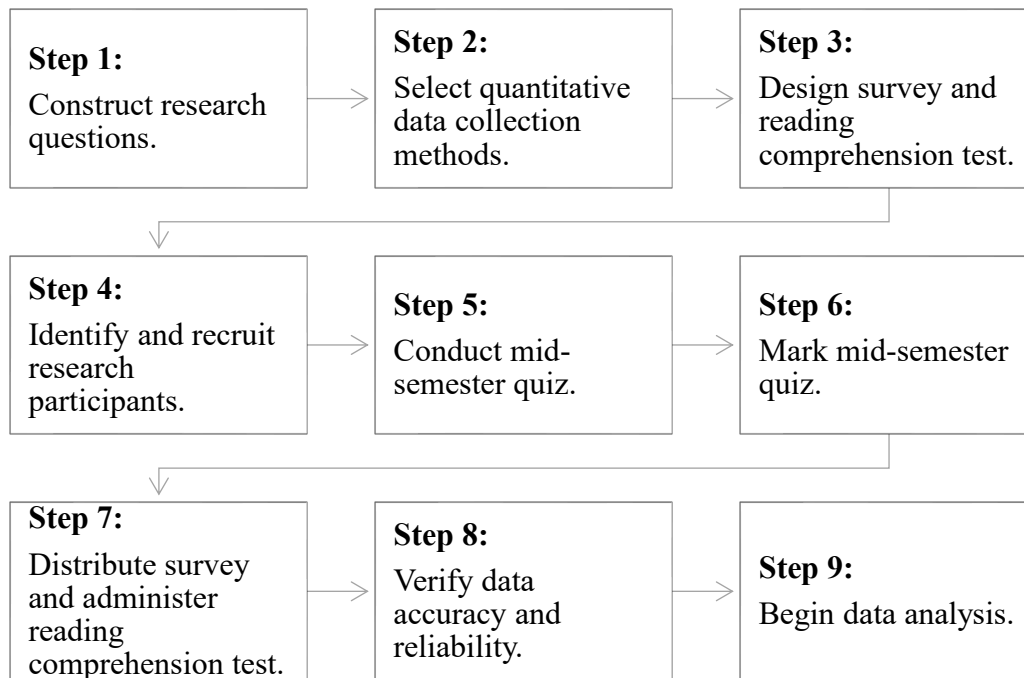 Step 1:
Construct research
questions.
Step 2:
Select quantitative
data collection
methods.
Step 3:
Design survey and
reading
comprehension test.
Step 4:
Identify and recruit
research
participants.
Step 5:
Conduct mid-
semester quiz.
Step 6:
Mark mid-semester
quiz.
Step 7:
Distribute survey
and administer
reading
comprehension test.
Step 8:
Verify data
accuracy and
reliability.
Step 9:
Begin data analysis.